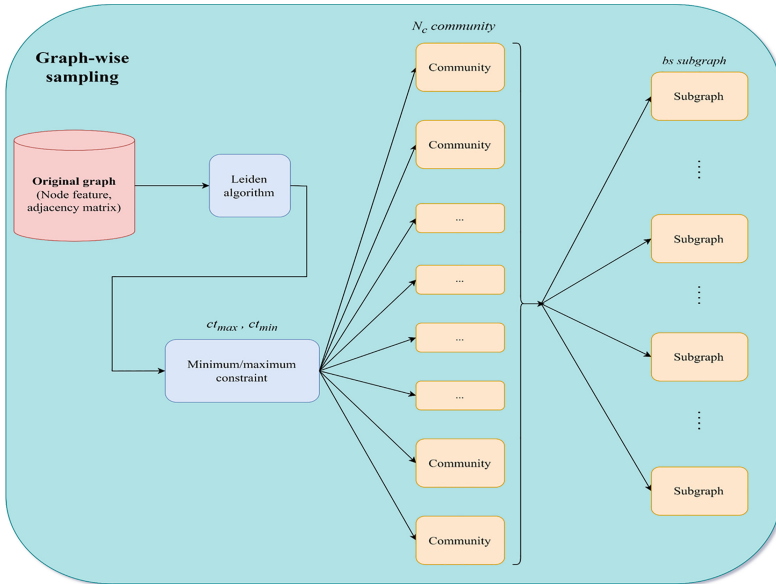 Graph-wise
sampling
Original graph
(Node feature,
adjacency matrix)
Leiden
algorithm
ct_max , ct_min
Minimum/maximum
constraint
N_c community
Community
Community
...
...
...
...
Community
Community
bs subgraph
Subgraph
Subgraph
Subgraph
Subgraph